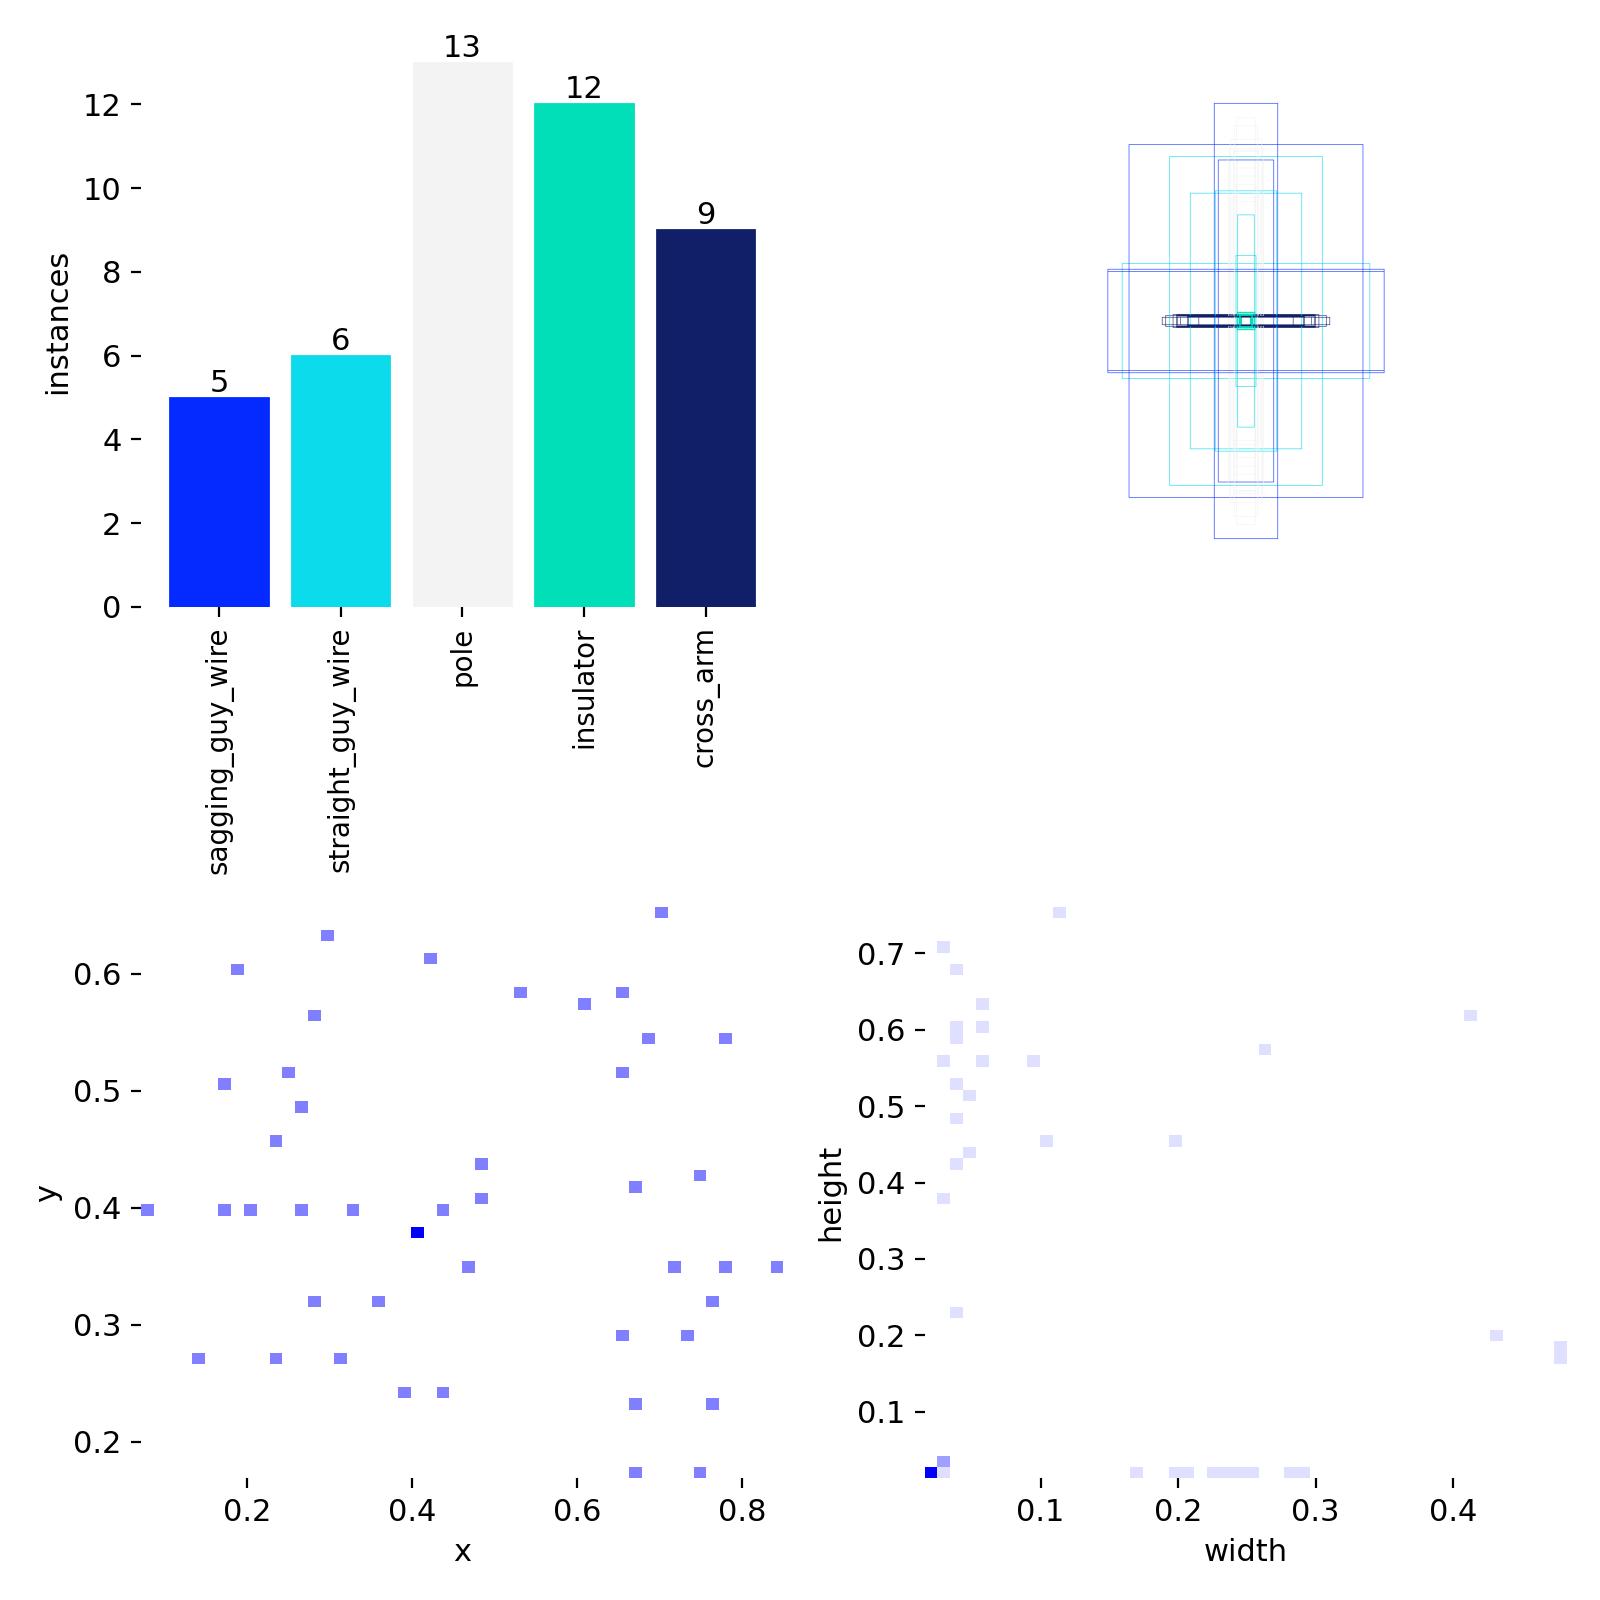 13
12
9
6
5
12
10
8
6
4
2
0
instances
sagging_guy_wire
straight_guy_wire
pole
insulator
cross_arm
0.6
0.5
0.4
0.3
0.2
y
0.2 0.4 0.6 0.8
x
0.7
0.6
0.5
0.4
0.3
0.2
0.1
height
0.1 0.2 0.3 0.4
width